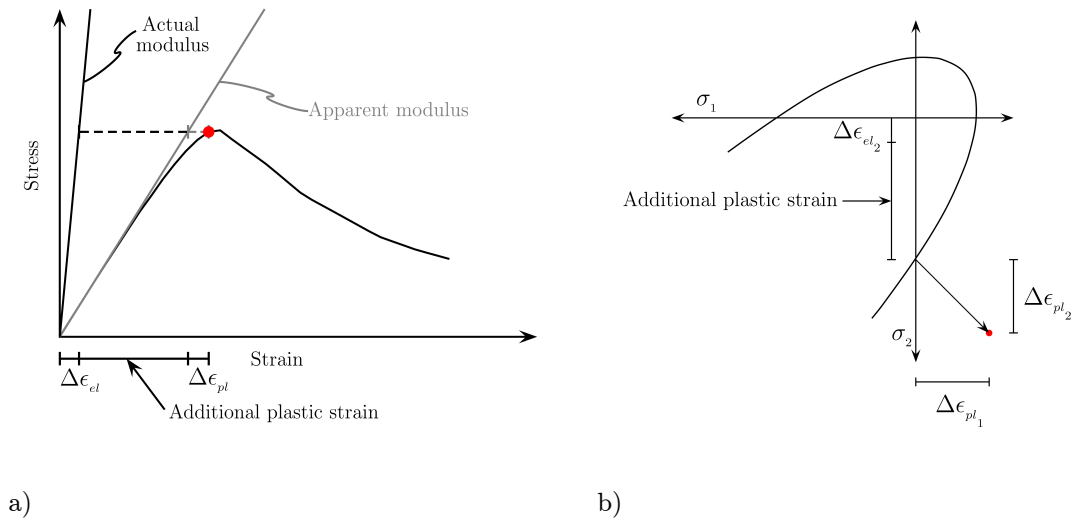 Actual
modulus
Apparent modulus
Stress
Strain
Δϵ_el
Δϵ_pl
Additional plastic strain
a)
σ_1
Δϵ_el_2
Additional plastic strain
Δϵ_pl_2
σ_2
Δϵ_pl_1
b)